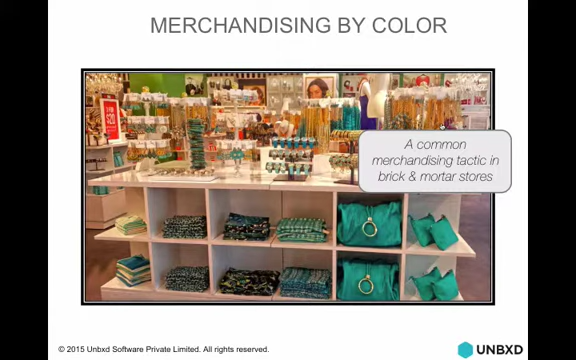 MERCHANDISING BY COLOR
$20
A common
merchandising tactic in
brick & mortar stores
© 2015 Unbxd Software Private Limited. All rights reserved.
UNBXD